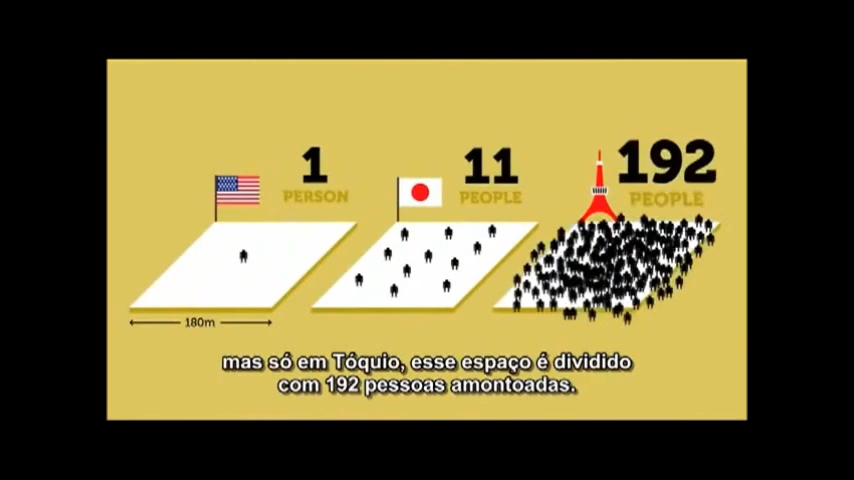 1
PERSON
11
PEOPLE
192
PEOPLE
180m
mas só em Tóquio, esse espaço é dividido
com 192 pessoas amontoadas.